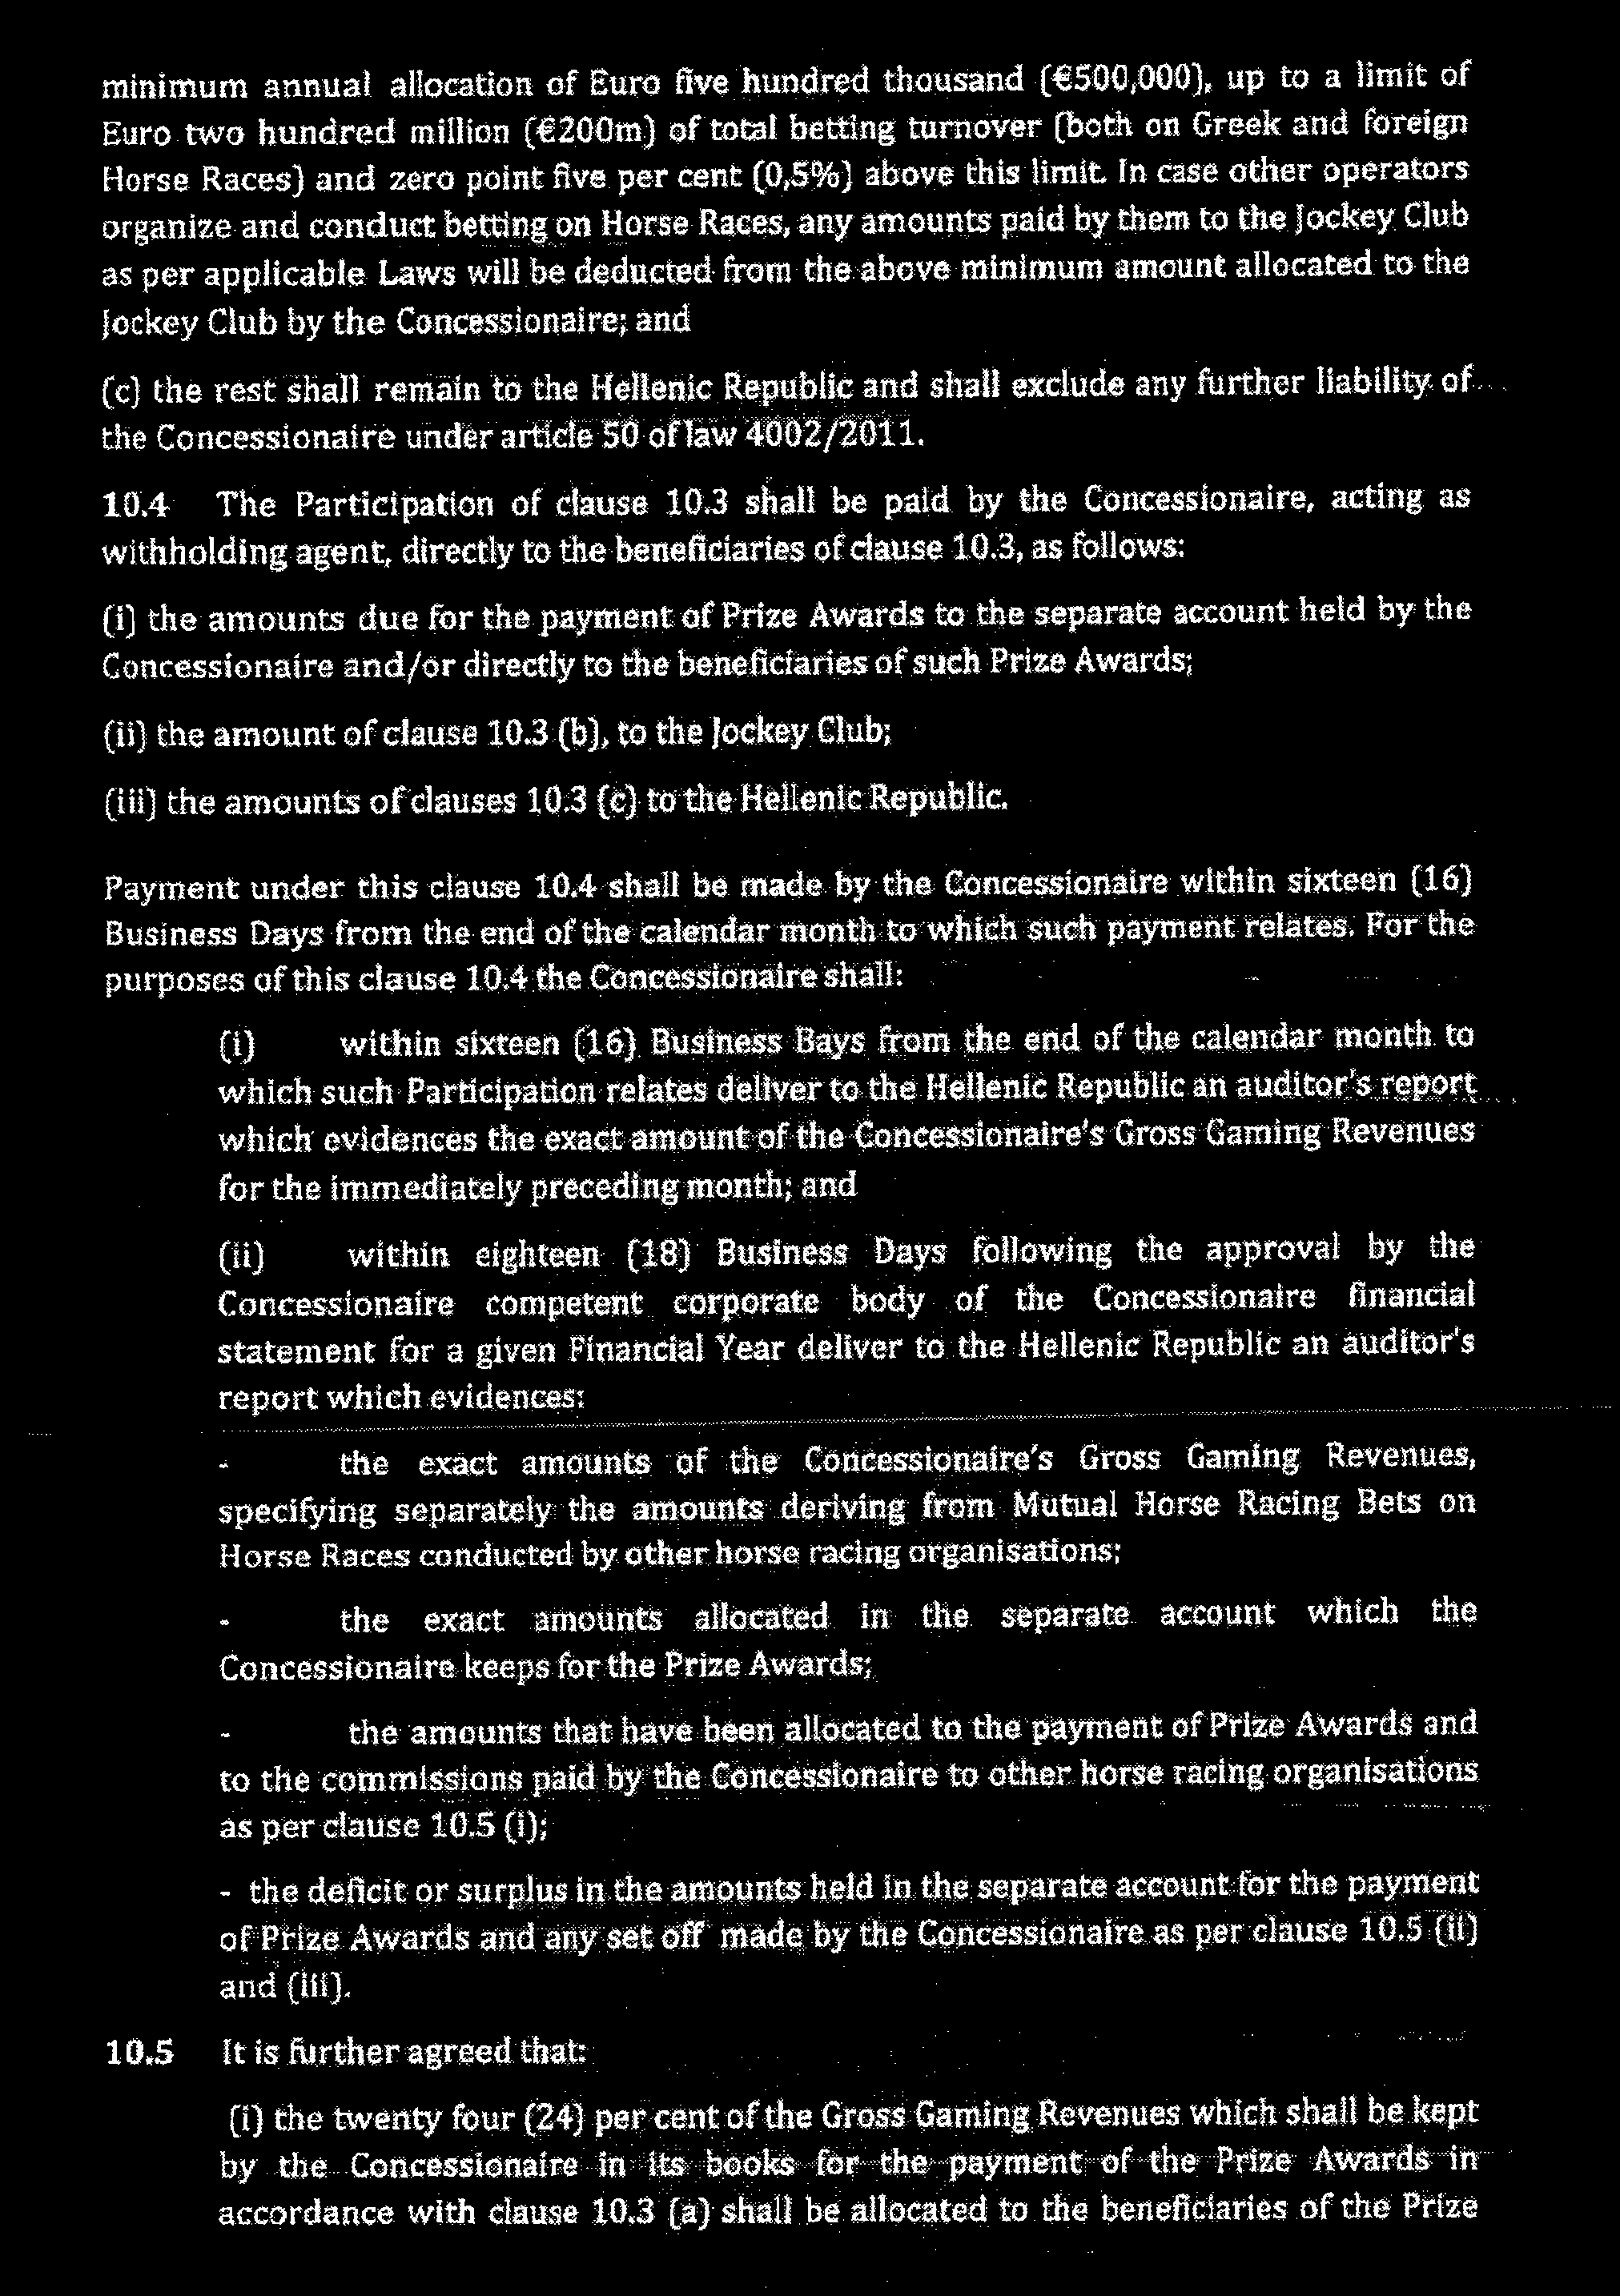 minimum annual allocation of Euro five hundred thousand (€500,000), up to a limit of
Euro two hundred million (€200m) of total betting turnover (both on Greek and foreign
Horse Races) and zero point five per cent (0,5%) above this limit. In case other operators
organize and conduct betting on Horse Races, any amounts paid by them to the Jockey Club
as per applicable Laws will be deducted from the above minimum amount allocated to the
Jockey Club by the Concessionaire; and
(c) the rest shall remain to the Hellenic Republic and shall exclude any further liability of
the Concessionaire under article 50 of law 4002/2011.
10.4 The Participation of clause 10.3 shall be paid by the Concessionaire, acting as
withholding agent, directly to the beneficiaries of clause 10.3, as follows:
(i) the amounts due for the payment of Prize Awards to the separate account held by the
Concessionaire and/or directly to the beneficiaries of such Prize Awards;
(ii) the amount of clause 10.3 (b), to the Jockey Club;
(iii) the amounts of clauses 10.3 (c) to the Hellenic Republic.
Payment under this clause 10.4 shall be made by the Concessionaire within sixteen (16)
Business Days from the end of the calendar month to which such payment relates. For the
purposes of this clause 10.4 the Concessionaire shall:
(i) within sixteen (16) Business Bays from the end of the calendar month to
which such Participation relates deliver to the Hellenic Republic an auditor's report
which evidences the exact amount of the Concessionaire's Gross Gaming Revenues
for the immediately preceding month; and
(ii) within eighteen (18) Business Days following the approval by the
Concessionaire competent corporate body of the Concessionaire financial
statement for a given Financial Year deliver to the Hellenic Republic an auditor's
report which evidences:
- the exact amounts of the Concessionaire's Gross Gaming Revenues,
specifying separately the amounts deriving from Mutual Horse Racing Bets on
Horse Races conducted by other horse racing organisations;
- the exact amounts allocated in the separate account which the
Concessionaire keeps for the Prize Awards;
- the amounts that have been allocated to the payment of Prize Awards and
to the commissions paid by the Concessionaire to other horse racing organisations
as per clause 10.5 (i);
- the deficit or surplus in the amounts held in the separate account for the payment
of Prize Awards and any set off made by the Concessionaire as per clause 10.5 (ii)
and (iii).
10.5 It is further agreed that:
(i) the twenty four (24) per cent of the Gross Gaming Revenues which shall be kept
by the Concessionaire in its books for the payment of the Prize Awards in
accordance with clause 10.3 (a) shall be allocated to the beneficiaries of the Prize